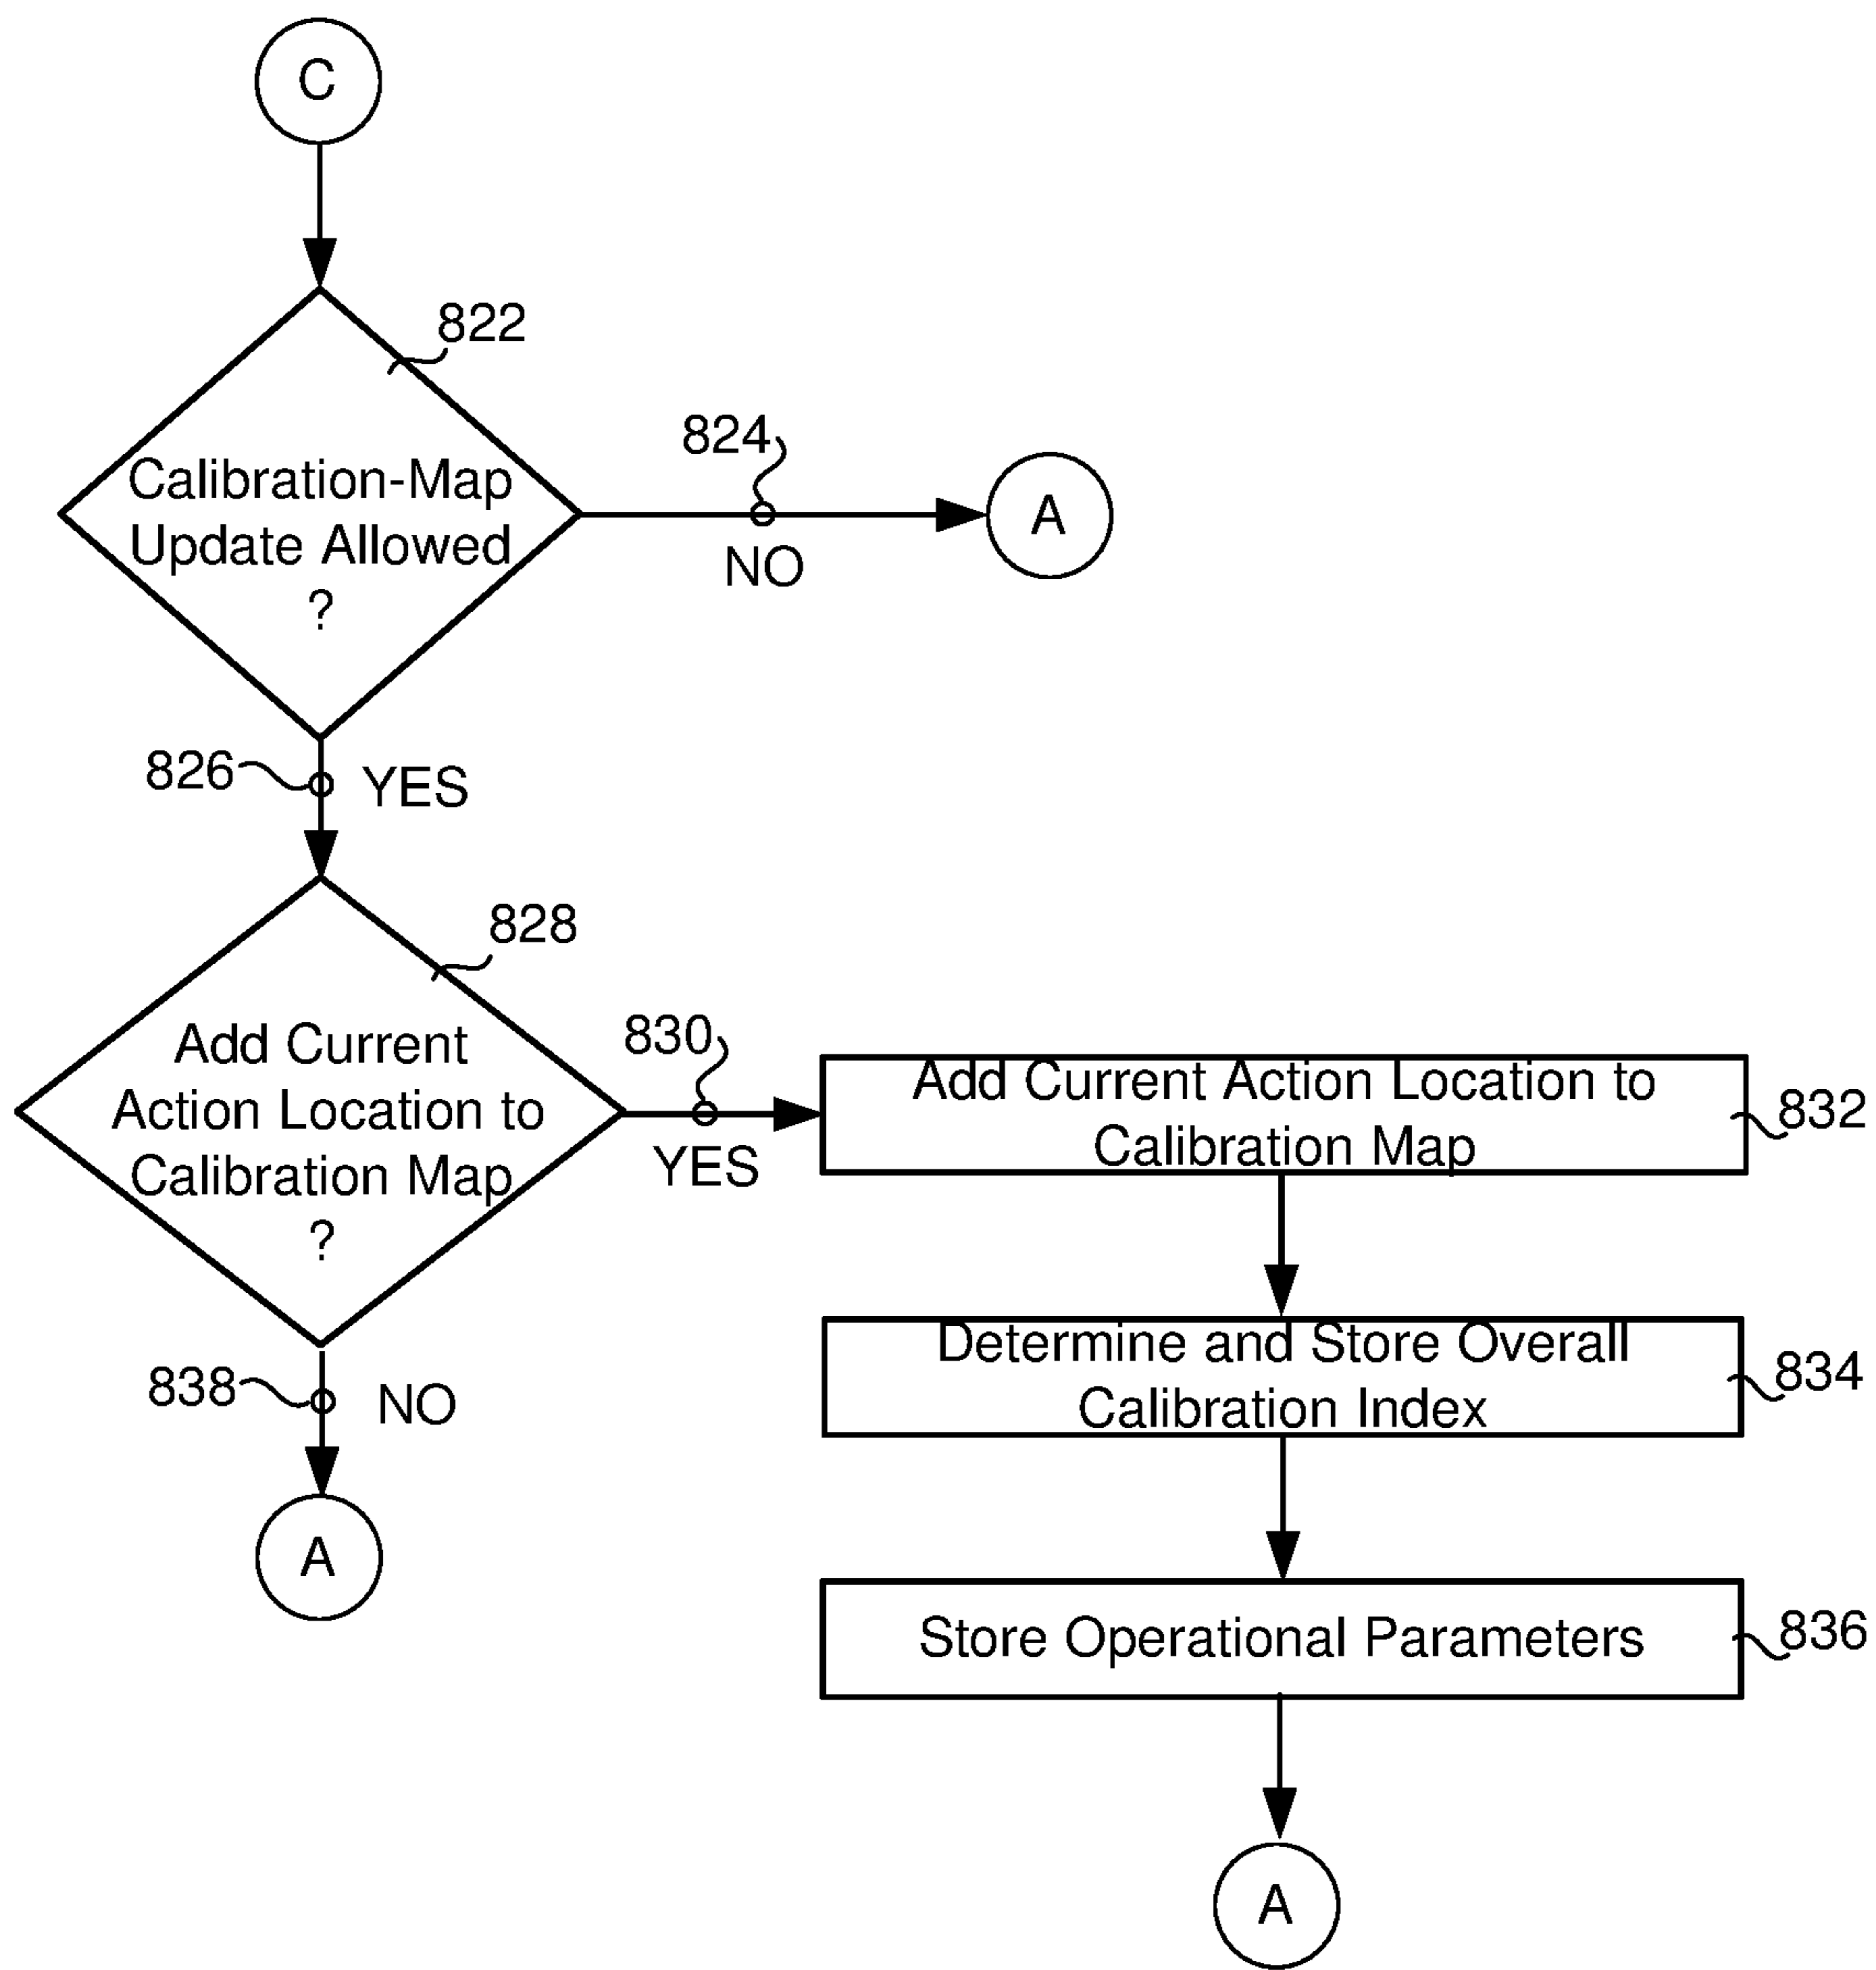 C
822
Calibration-Map
Update Allowed
?
824
NO
A
826
YES
828
Add Current
Action Location to
Calibration Map
?
830
YES
Add Current Action Location to
Calibration Map
832
Determine and Store Overall
Calibration Index
834
838
NO
A
Store Operational Parameters
836
A